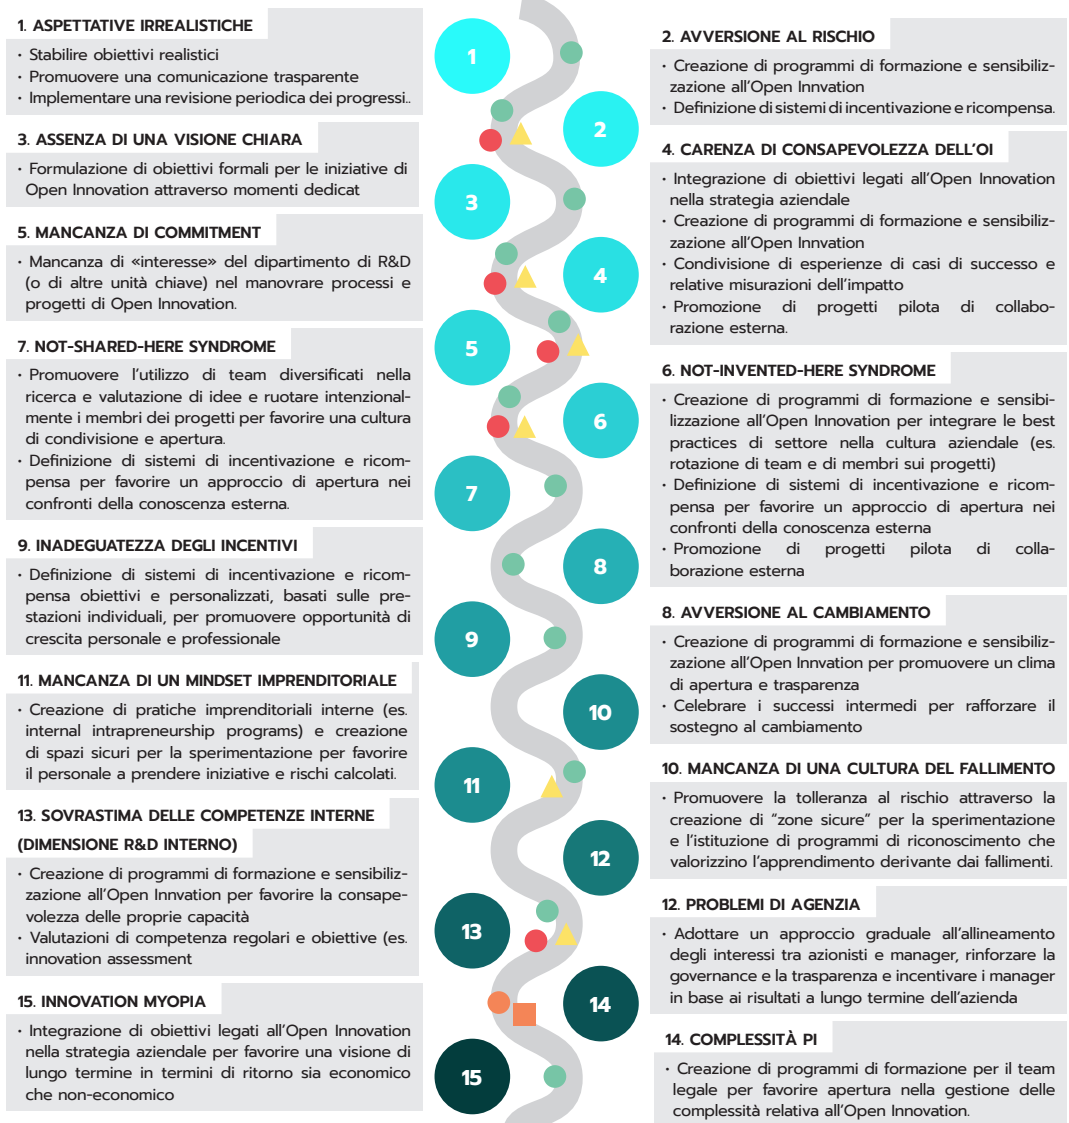 1. ASPETTATIVE IRREALISTICHE
• Stabilire obiettivi realistici
• Promuovere una comunicazione trasparente
• Implementare una revisione periodica dei progressi..
1
2. AVVERSIONE AL RISCHIO
• Creazione di programmi di formazione e sensibiliz-
zazione all'Open Innvation
• Definizione di sistemi di incentivazione e ricompensa.
2
3. ASSENZA DI UNA VISIONE CHIARA
• Formulazione di obiettivi formali per le iniziative di
Open Innovation attraverso momenti dedicat
3
4. CARENZA DI CONSAPEVOLEZZA DELL'OI
• Integrazione di obiettivi legati all'Open Innovation
nella strategia aziendale
• Creazione di programmi di formazione e sensibiliz-
zazione all'Open Innvation
• Condivisione di esperienze di casi di successo e
relative misurazioni dell'impatto
• Promozione di progetti pilota di collabo-
razione esterna.
4
5. MANCANZA DI COMMITMENT
• Mancanza di «interesse» del dipartimento di R&D
(o di altre unità chiave) nel manovrare processi e
progetti di Open Innovation.
5
6. NOT-INVENTED-HERE SYNDROME
• Creazione di programmi di formazione e sensibi-
lizzazione all'Open Innovation per integrare le best
practices di settore nella cultura aziendale (es.
rotazione di team e di membri sui progetti)
• Definizione di sistemi di incentivazione e ricom-
pensa per favorire un approccio di apertura nei
confronti della conoscenza esterna
• Promozione di progetti pilota di colla-
borazione esterna
6
7. NOT-SHARED-HERE SYNDROME
• Promuovere l'utilizzo di team diversificati nella
ricerca e valutazione di idee e ruotare intenzional-
mente i membri dei progetti per favorire una cultura
di condivisione e apertura.
• Definizione di sistemi di incentivazione e ricom-
pensa per favorire un approccio di apertura nei
confronti della conoscenza esterna.
7
8. AVVERSIONE AL CAMBIAMENTO
• Creazione di programmi di formazione e sensibiliz-
zazione all'Open Innvation per promuovere un clima
di apertura e trasparenza
• Celebrare i successi intermedi per rafforzare il
sostegno al cambiamento
8
9. INADEGUATEZZA DEGLI INCENTIVI
• Definizione di sistemi di incentivazione e ricom-
pensa obiettivi e personalizzati, basati sulle pre-
stazioni individuali, per promuovere opportunità di
crescita personale e professionale
9
10. MANCANZA DI UNA CULTURA DEL FALLIMENTO
• Promuovere la tolleranza al rischio attraverso la
creazione di "zone sicure" per la sperimentazione
e l'istituzione di programmi di riconoscimento che
valorizzino l'apprendimento derivante dai fallimenti.
10
11. MANCANZA DI UN MINDSET IMPRENDITORIALE
• Creazione di pratiche imprenditoriali interne (es.
internal intrapreneurship programs) e creazione
di spazi sicuri per la sperimentazione per favorire
il personale a prendere iniziative e rischi calcolati.
11
12. PROBLEMI DI AGENZIA
• Adottare un approccio graduale all'allineamento
degli interessi tra azionisti e manager, rinforzare la
governance e la trasparenza e incentivare i manager
in base ai risultati a lungo termine dell'azienda
12
13. SOVRASTIMA DELLE COMPETENZE INTERNE
(DIMENSIONE R&D INTERNO)
• Creazione di programmi di formazione e sensibiliz-
zazione all'Open Innvation per favorire la consape-
volezza delle proprie capacità
• Valutazioni di competenza regolari e obiettive (es.
innovation assessment
13
14. COMPLESSITÀ PI
• Creazione di programmi di formazione per il team
legale per favorire apertura nella gestione delle
complessità relativa all'Open Innovation.
14
15. INNOVATION MYOPIA
• Integrazione di obiettivi legati all'Open Innovation
nella strategia aziendale per favorire una visione di
lungo termine in termini di ritorno sia economico
che non-economico
15